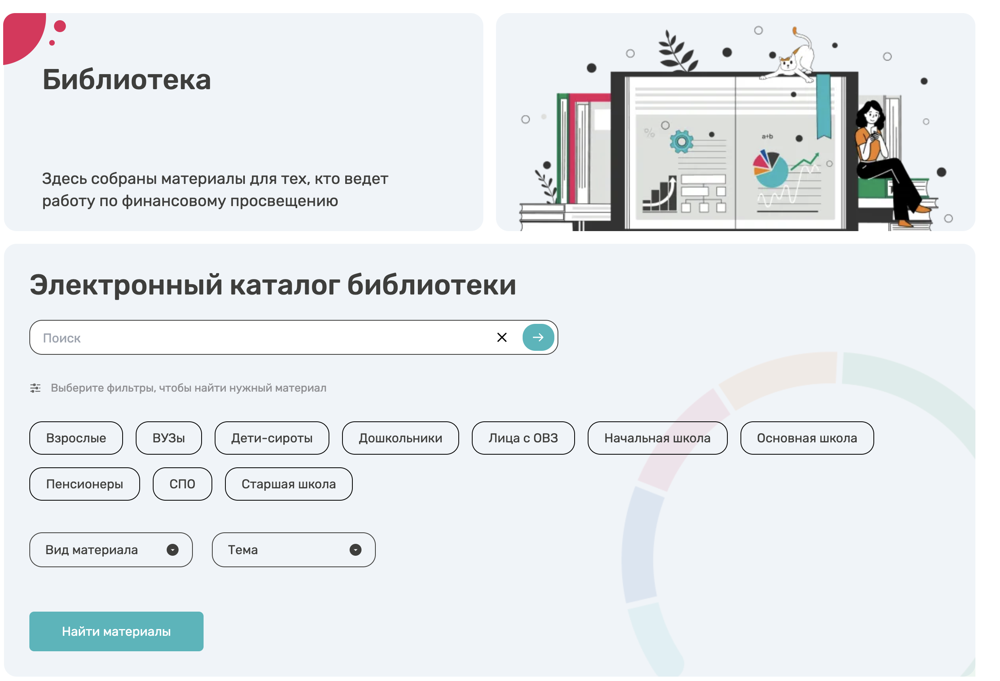 Библиотека
Здесь собраны материалы для тех, кто ведет
работу по финансовому просвещению
%
a+b
Электронный каталог библиотеки
Поиск
Выберите фильтры, чтобы найти нужный материал
Взрослые ВУЗы Дети-сироты Дошкольники Лица с ОВЗ Начальная школа Основная школа
Пенсионеры СПО Старшая школа
Вид материала Тема
Найти материалы